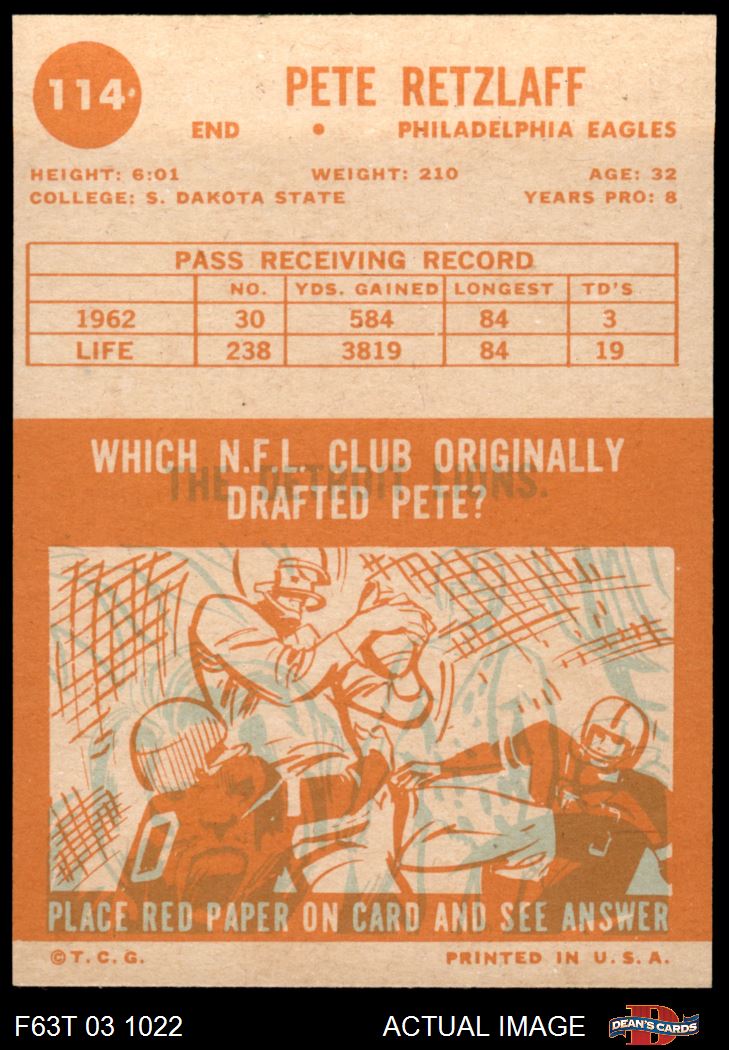 114
PETE RETZLAFF
END • PHILADELPHIA EAGLES
HEIGHT: 6:01 WEIGHT: 210 AGE: 32
COLLEGE: S. DAKOTA STATE YEARS PRO: 8
PASS RECEIVING RECORD
NO. YDS. GAINED LONGEST TD'S
1962 30 584 84 3
LIFE 238 3819 84 19
WHICH N.F.L. CLUB ORIGINALLY
THE DETROIT LIONS.
DRAFTED PETE?
PLACE RED PAPER ON CARD AND SEE ANSWER
©T.C.G. PRINTED IN U.S.A.
F63T 03 1022 ACTUAL IMAGE D DEAN'S CARDS